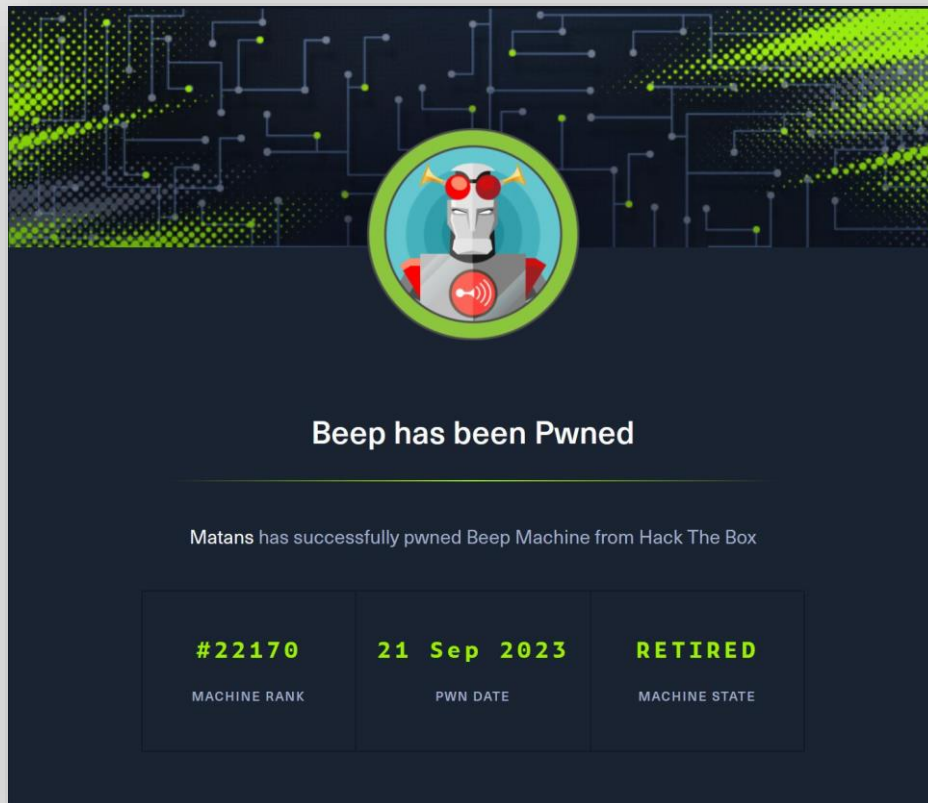 Beep has been Pwned
Matans has successfully pwned Beep Machine from Hack The Box
#22170
21 Sep 2023
RETIRED
MACHINE RANK
PWN DATE
MACHINE STATE